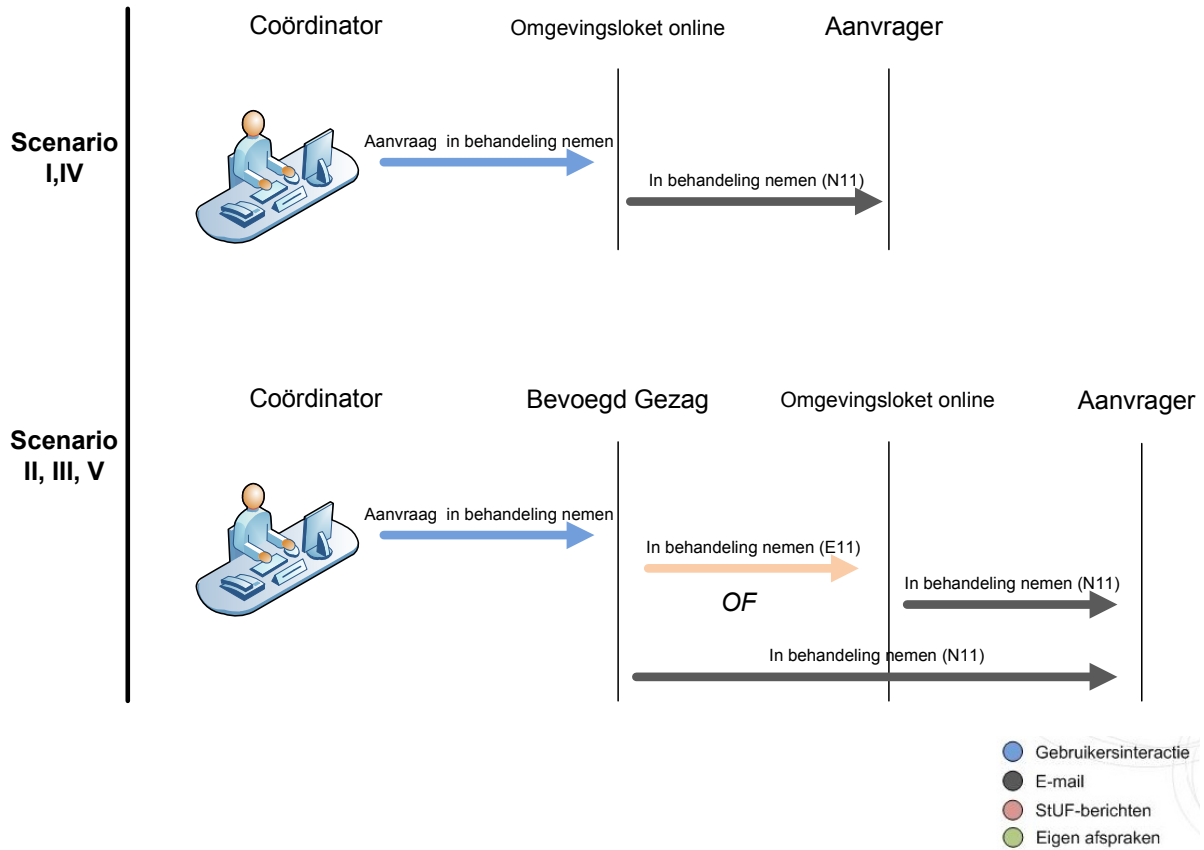 Coördinator
Omgevingsloket online
Aanvrager
Scenario
I,IV
Aanvraag in behandeling nemen
In behandeling nemen (N11)
Coördinator
Bevoegd Gezag
Omgevingsloket online
Aanvrager
Scenario
II, III, V
Aanvraag in behandeling nemen
In behandeling nemen (E11)
OF
In behandeling nemen (N11)
In behandeling nemen (N11)
Gebruikersinteractie
E-mail
StUF-berichten
Eigen afspraken